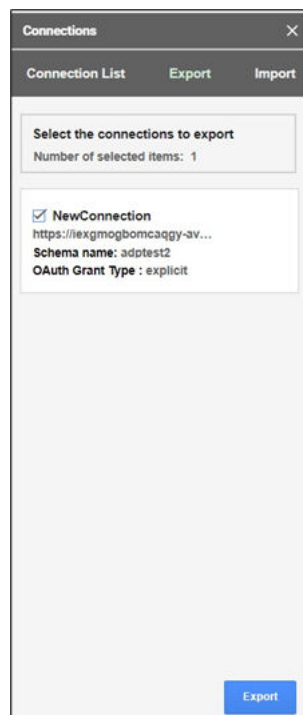 Connections
Connection List Export Import
Select the connections to export
Number of selected items: 1
NewConnection
https://iexgmogbomcaqgy-av...
Schema name: adptest2
OAuth Grant Type : explicit
Export